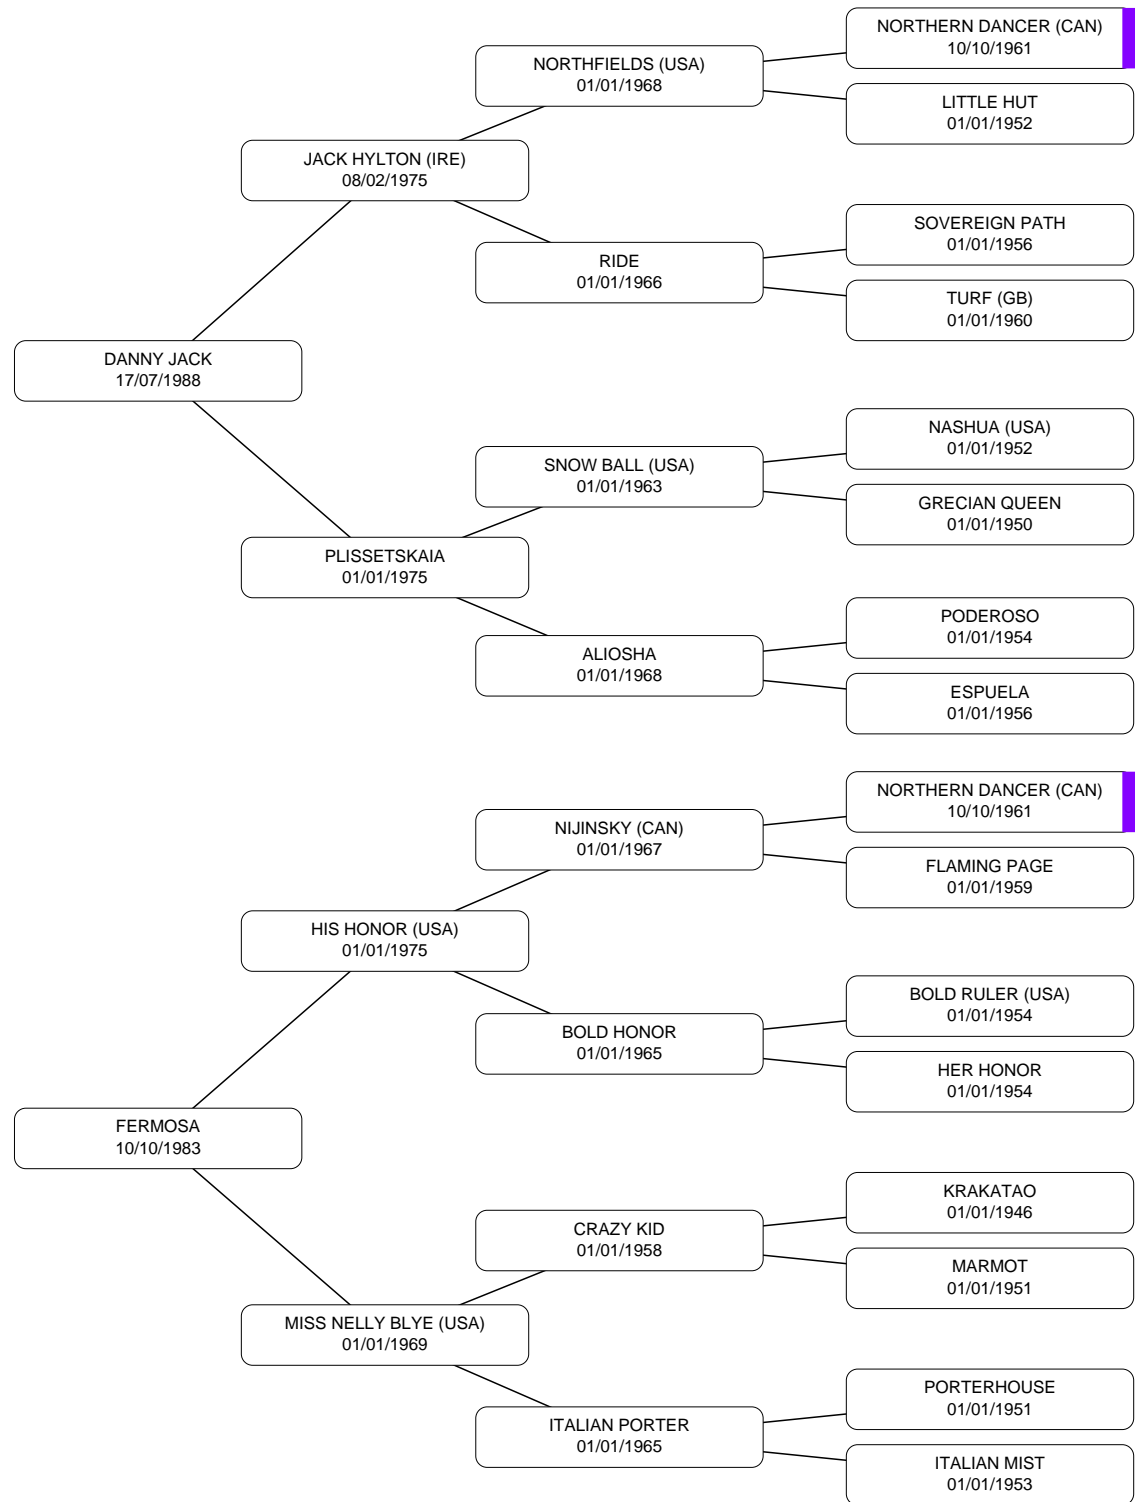 NORTHERN DANCER (CAN)
10/10/1961
NORTHFIELDS (USA)
01/01/1968
LITTLE HUT
01/01/1952
JACK HYLTON (IRE)
08/02/1975
SOVEREIGN PATH
01/01/1956
RIDE
01/01/1966
TURF (GB)
01/01/1960
DANNY JACK
17/07/1988
NASHUA (USA)
01/01/1952
SNOW BALL (USA)
01/01/1963
GRECIAN QUEEN
01/01/1950
PLISSETSKAIA
01/01/1975
PODEROSO
01/01/1954
ALIOSHA
01/01/1968
ESPUELA
01/01/1956
NORTHERN DANCER (CAN)
10/10/1961
NIJINSKY (CAN)
01/01/1967
FLAMING PAGE
01/01/1959
HIS HONOR (USA)
01/01/1975
BOLD RULER (USA)
01/01/1954
BOLD HONOR
01/01/1965
HER HONOR
01/01/1954
FERMOSA
10/10/1983
KRAKATAO
01/01/1946
CRAZY KID
01/01/1958
MARMOT
01/01/1951
MISS NELLY BLYE (USA)
01/01/1969
PORTERHOUSE
01/01/1951
ITALIAN PORTER
01/01/1965
ITALIAN MIST
01/01/1953